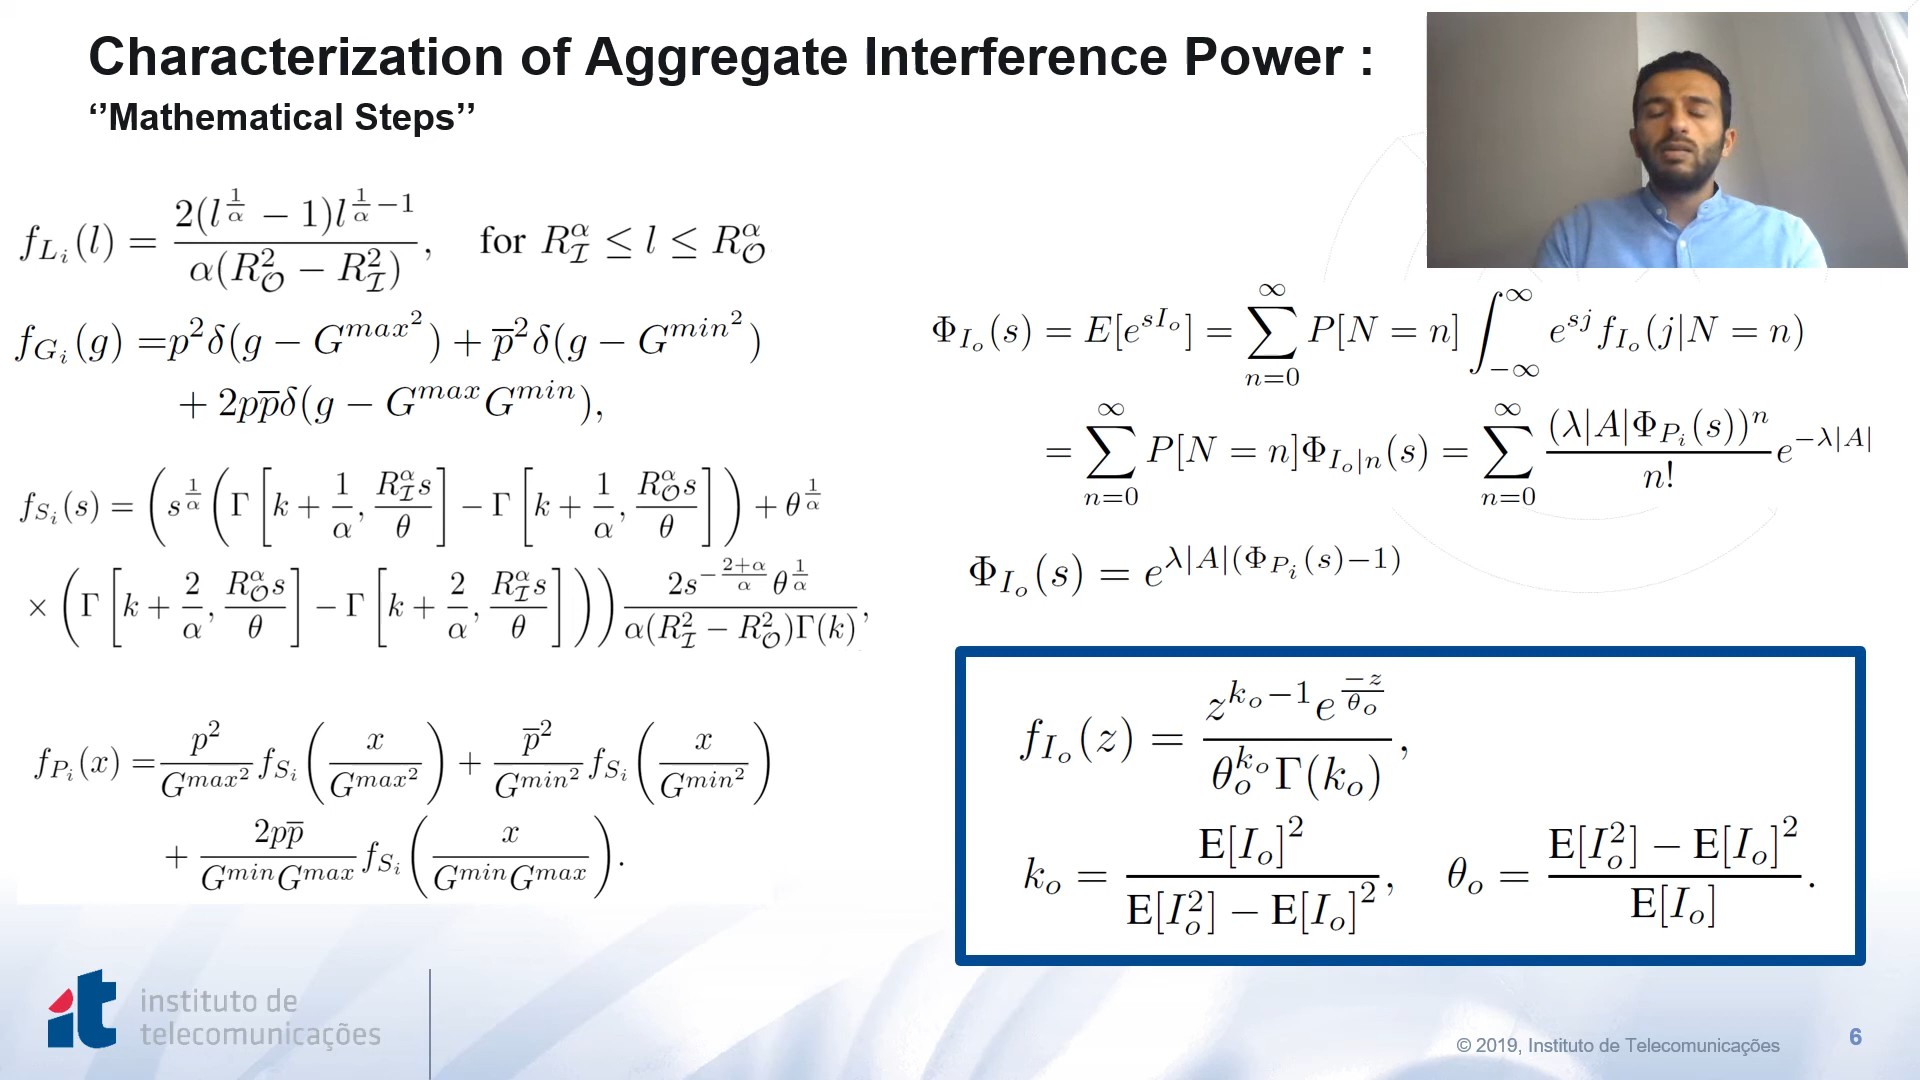 Characterization of Aggregate Interference Power :
‘’Mathematical Steps’’
$f_{L_i}(l) = \frac{2(l^{\frac{1}{\alpha}} - 1)l^{\frac{1}{\alpha}-1}}{\alpha(R_{\mathcal{O}}^2 - R_{\mathcal{I}}^2)}, \quad \text{for } R_{\mathcal{I}}^{\alpha} \leq l \leq R_{\mathcal{O}}^{\alpha}$
$f_{G_i}(g) = p^2\delta(g - G^{max^2}) + \overline{p}^2\delta(g - G^{min^2})$
$+ 2p\overline{p}\delta(g - G^{max}G^{min}),$
$f_{S_i}(s) = \left(s^{\frac{1}{\alpha}}\left(\Gamma\left[k + \frac{1}{\alpha}, \frac{R_{\mathcal{I}}^{\alpha}s}{\theta}\right] - \Gamma\left[k + \frac{1}{\alpha}, \frac{R_{\mathcal{O}}^{\alpha}s}{\theta}\right]\right) + \theta^{\frac{1}{\alpha}}\right.$
$\left.\times \left(\Gamma\left[k + \frac{2}{\alpha}, \frac{R_{\mathcal{O}}^{\alpha}s}{\theta}\right] - \Gamma\left[k + \frac{2}{\alpha}, \frac{R_{\mathcal{I}}^{\alpha}s}{\theta}\right]\right)\right) \frac{2s^{-\frac{2+\alpha}{\alpha}}\theta^{\frac{1}{\alpha}}}{\alpha(R_{\mathcal{I}}^2 - R_{\mathcal{O}}^2)\Gamma(k)},$
$f_{P_i}(x) = \frac{p^2}{G^{max^2}} f_{S_i}\left(\frac{x}{G^{max^2}}\right) + \frac{\overline{p}^2}{G^{min^2}} f_{S_i}\left(\frac{x}{G^{min^2}}\right)$
$+ \frac{2p\overline{p}}{G^{min}G^{max}} f_{S_i}\left(\frac{x}{G^{min}G^{max}}\right).$
$\Phi_{I_o}(s) = E[e^{sI_o}] = \sum_{n=0}^{\infty} P[N = n] \int_{-\infty}^{\infty} e^{sj} f_{I_o}(j|N = n)$
$= \sum_{n=0}^{\infty} P[N = n]\Phi_{I_o|n}(s) = \sum_{n=0}^{\infty} \frac{(\lambda|A|\Phi_{P_i}(s))^n}{n!} e^{-\lambda|A|}$
$\Phi_{I_o}(s) = e^{\lambda|A|(\Phi_{P_i}(s)-1)}$
$f_{I_o}(z) = \frac{z^{k_o-1}e^{\frac{-z}{\theta_o}}}{\theta_o^{k_o}\Gamma(k_o)},$
$k_o = \frac{\mathrm{E}[I_o]^2}{\mathrm{E}[I_o^2] - \mathrm{E}[I_o]^2}, \quad \theta_o = \frac{\mathrm{E}[I_o^2] - \mathrm{E}[I_o]^2}{\mathrm{E}[I_o]}.$
it
instituto de
telecomunicações
© 2019, Instituto de Telecomunicações
6